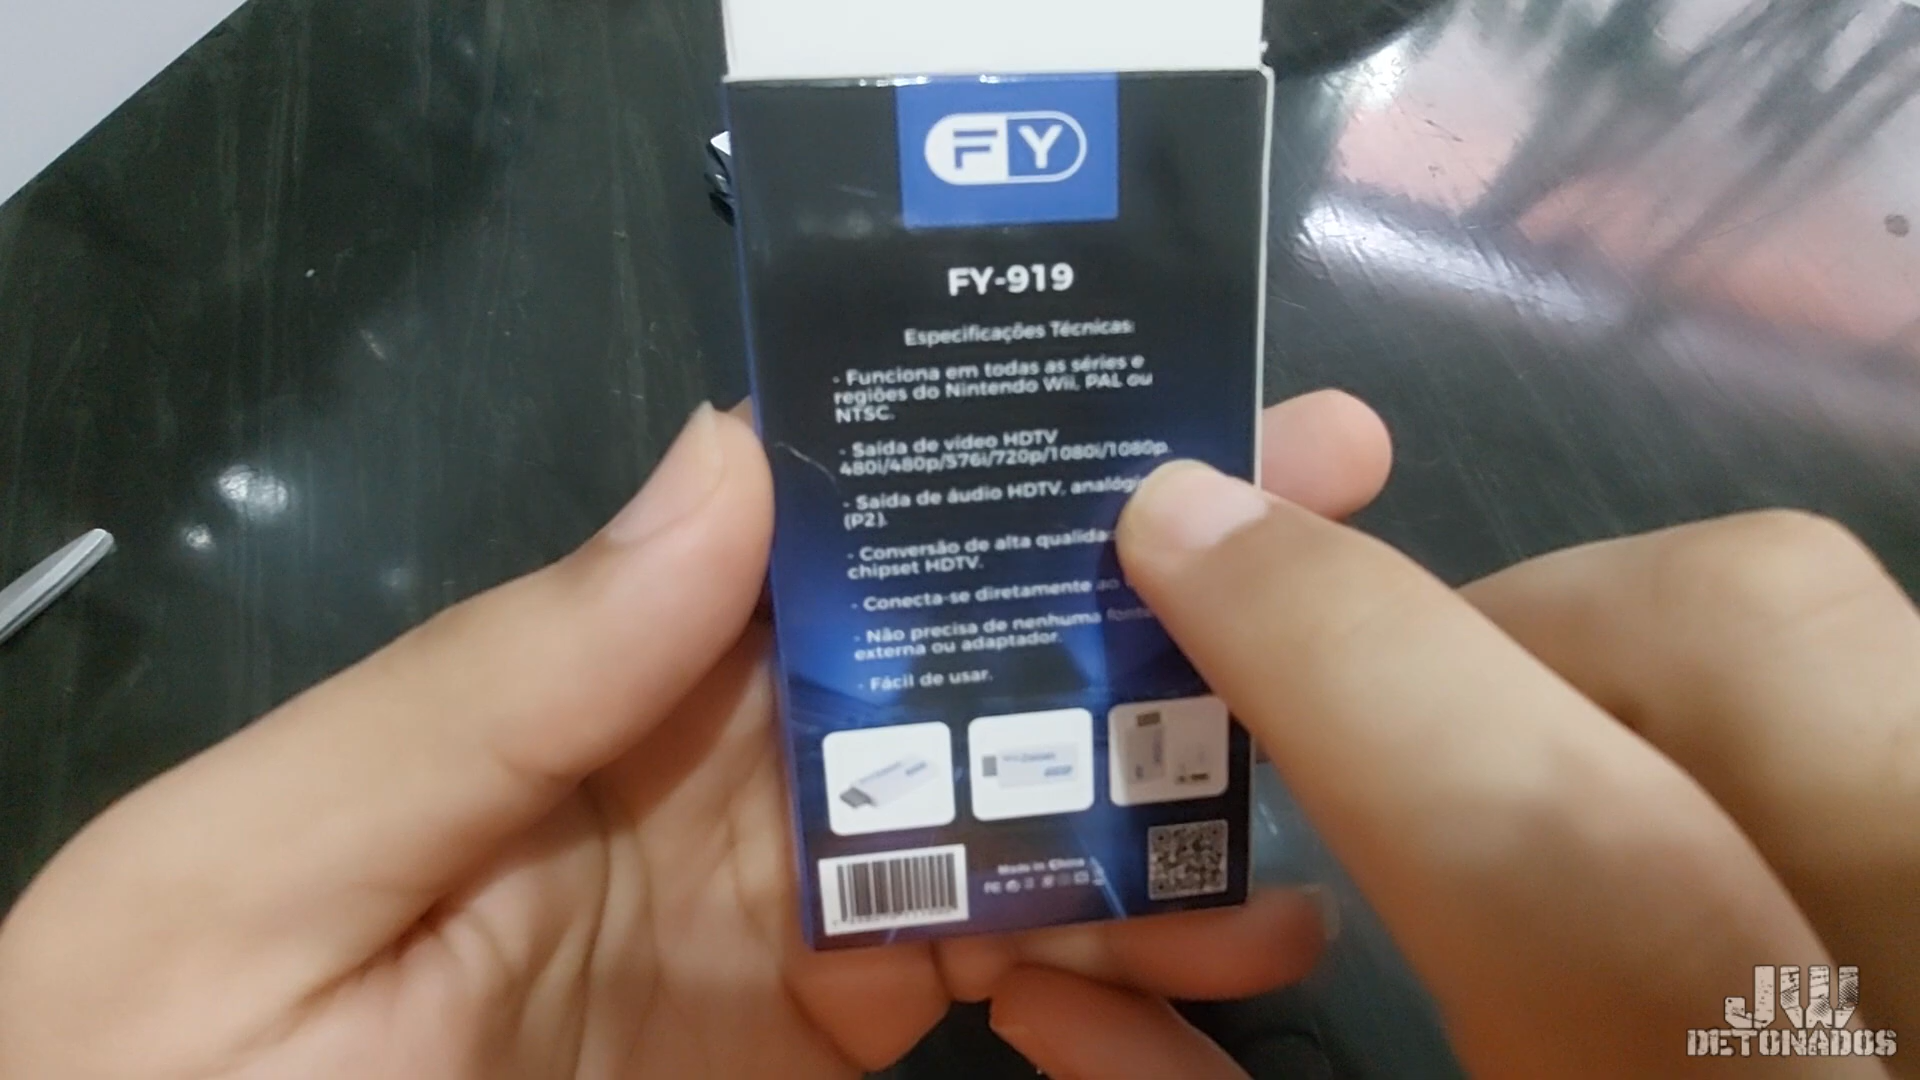 FY
FY-919
Especificações Técnicas:
- Funciona em todas as séries e
regiões do Nintendo Wii, PAL ou
NTSC.
- Saída de vídeo HDTV
480i/480p/576i/720p/1080i/1080p.
- Saída de áudio HDTV,
(P2).
- Conversão de alta
chipset HDTV.
- Conecta-se diretamente ao
- Não precisa de nenhuma fonte
externa ou adaptador.
- Fácil de usar.
Made in China
JW
DETONADOS